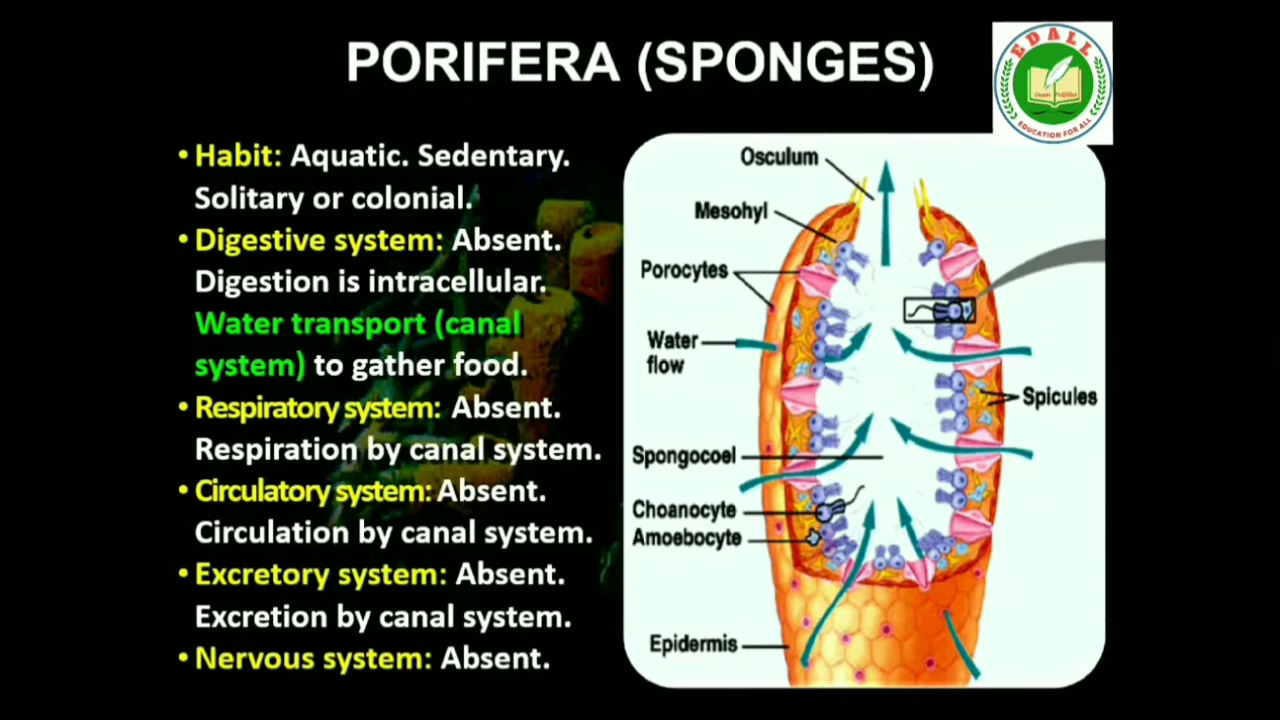 PORIFERA (SPONGES)
EDALL
EDUCATION FOR ALL
• Habit: Aquatic. Sedentary.
Solitary or colonial.
• Digestive system: Absent.
Digestion is intracellular.
Water transport (canal
system) to gather food.
• Respiratory system: Absent.
Respiration by canal system.
• Circulatory system: Absent.
Circulation by canal system.
• Excretory system: Absent.
Excretion by canal system.
• Nervous system: Absent.
Osculum
Mesohyl
Porocytes
Water
flow
Spicules
Spongocoel
Choanocyte
Amoebocyte
Epidermis